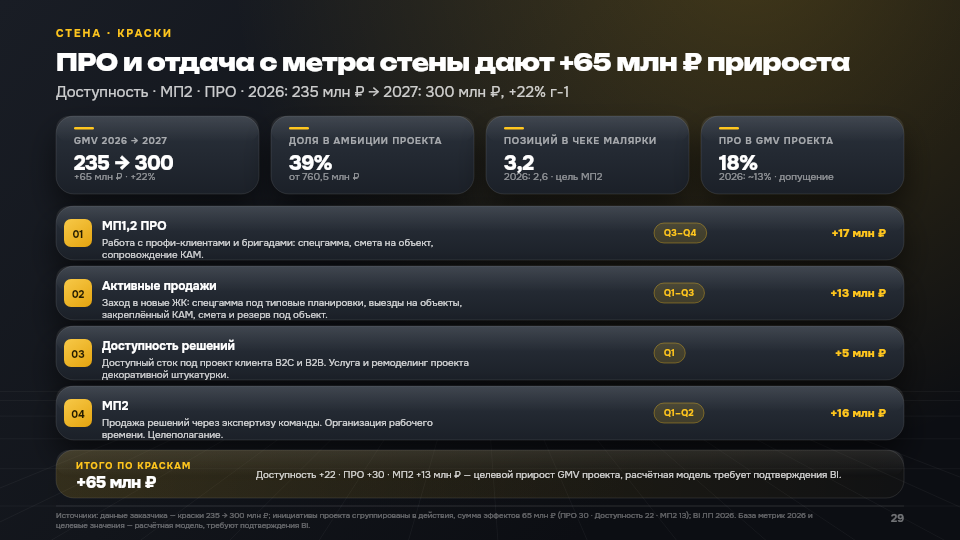 СТЕНА · КРАСКИ
ПРО и отдача с метра стены дают +65 млн ₽ прироста
Доступность · МП2 · ПРО · 2026: 235 млн ₽ → 2027: 300 млн ₽, +22% г-1
GMV 2026 → 2027
235 → 300
+65 млн ₽ · +22%
ДОЛЯ В АМБИЦИИ ПРОЕКТА
39%
от 760,5 млн ₽
ПОЗИЦИЙ В ЧЕКЕ МАЛЯРКИ
3,2
2026: 2,6 · цель МП2
ПРО В GMV ПРОЕКТА
18%
2026: ~13% · допущение
01
МП1,2 ПРО
Работа с профи-клиентами и бригадами: спецгамма, смета на объект,
сопровождение КАМ.
Q3–Q4
+17 млн ₽
02
Активные продажи
Заход в новые ЖК: спецгамма под типовые планировки, выезды на объекты,
закреплённый КАМ, смета и резерв под объект.
Q1–Q3
+13 млн ₽
03
Доступность решений
Доступный сток под проект клиента B2C и B2B. Услуга и ремоделинг проекта
декоративной штукатурки.
Q1
+5 млн ₽
04
МП2
Продажа решений через экспертизу команды. Организация рабочего
времени. Целеполагание.
Q1–Q2
+16 млн ₽
ИТОГО ПО КРАСКАМ
+65 млн ₽
Доступность +22 · ПРО +30 · МП2 +13 млн ₽ — целевой прирост GMV проекта, расчётная модель требует подтверждения BI.
Источники: данные заказчика — краски 235 → 300 млн ₽; инициативы проекта сгруппированы в действия, сумма эффектов 65 млн ₽ (ПРО 30 · Доступность 22 · МП2 13); BI ЛП 2026. База метрик 2026 и
целевые значения — расчётная модель, требуют подтверждения BI.
29